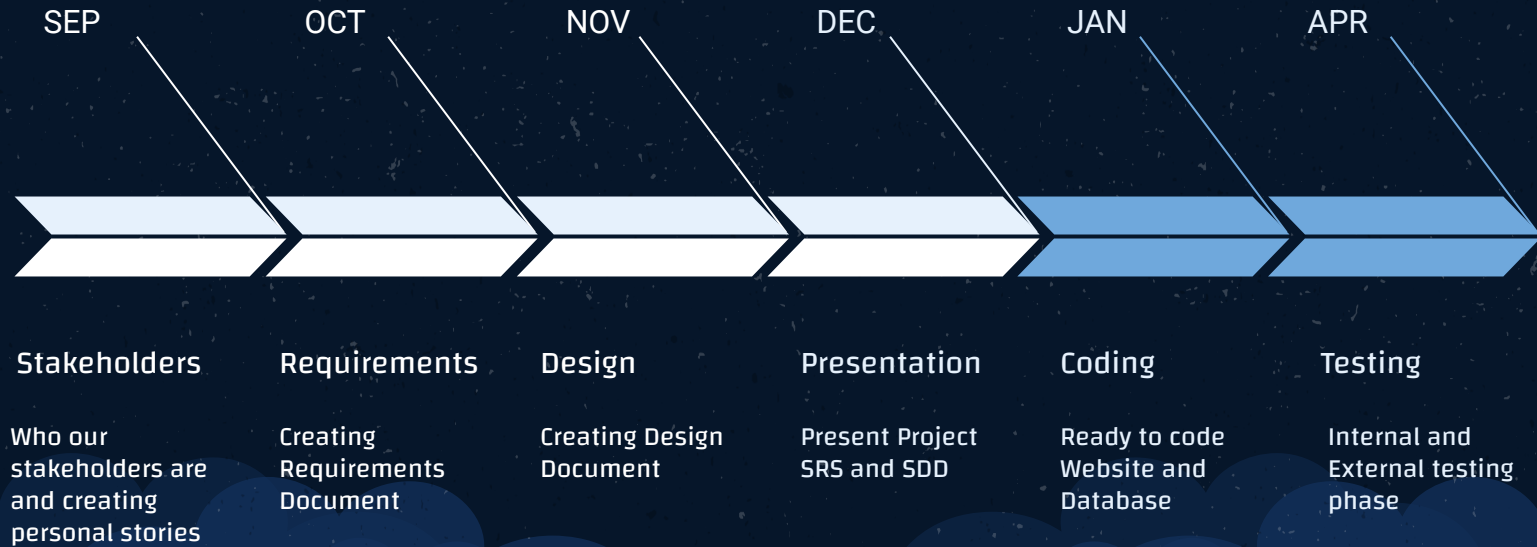 SEP
OCT
NOV
DEC
JAN
APR
Stakeholders
Who our
stakeholders are
and creating
personal stories
Requirements
Creating
Requirements
Document
Design
Creating Design
Document
Presentation
Present Project
SRS and SDD
Coding
Ready to code
Website and
Database
Testing
Internal and
External testing
phase